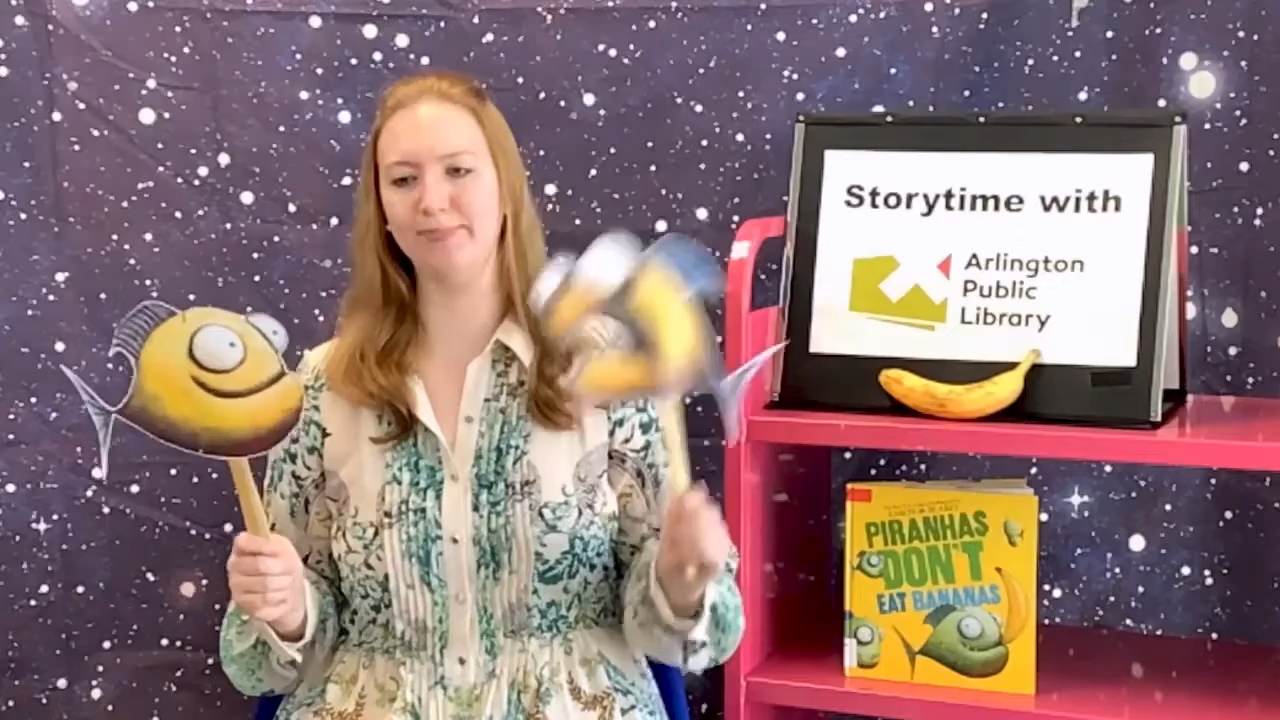 Storytime with
Arlington
Public
Library
PIRANHAS
DON'T
EAT BANANAS